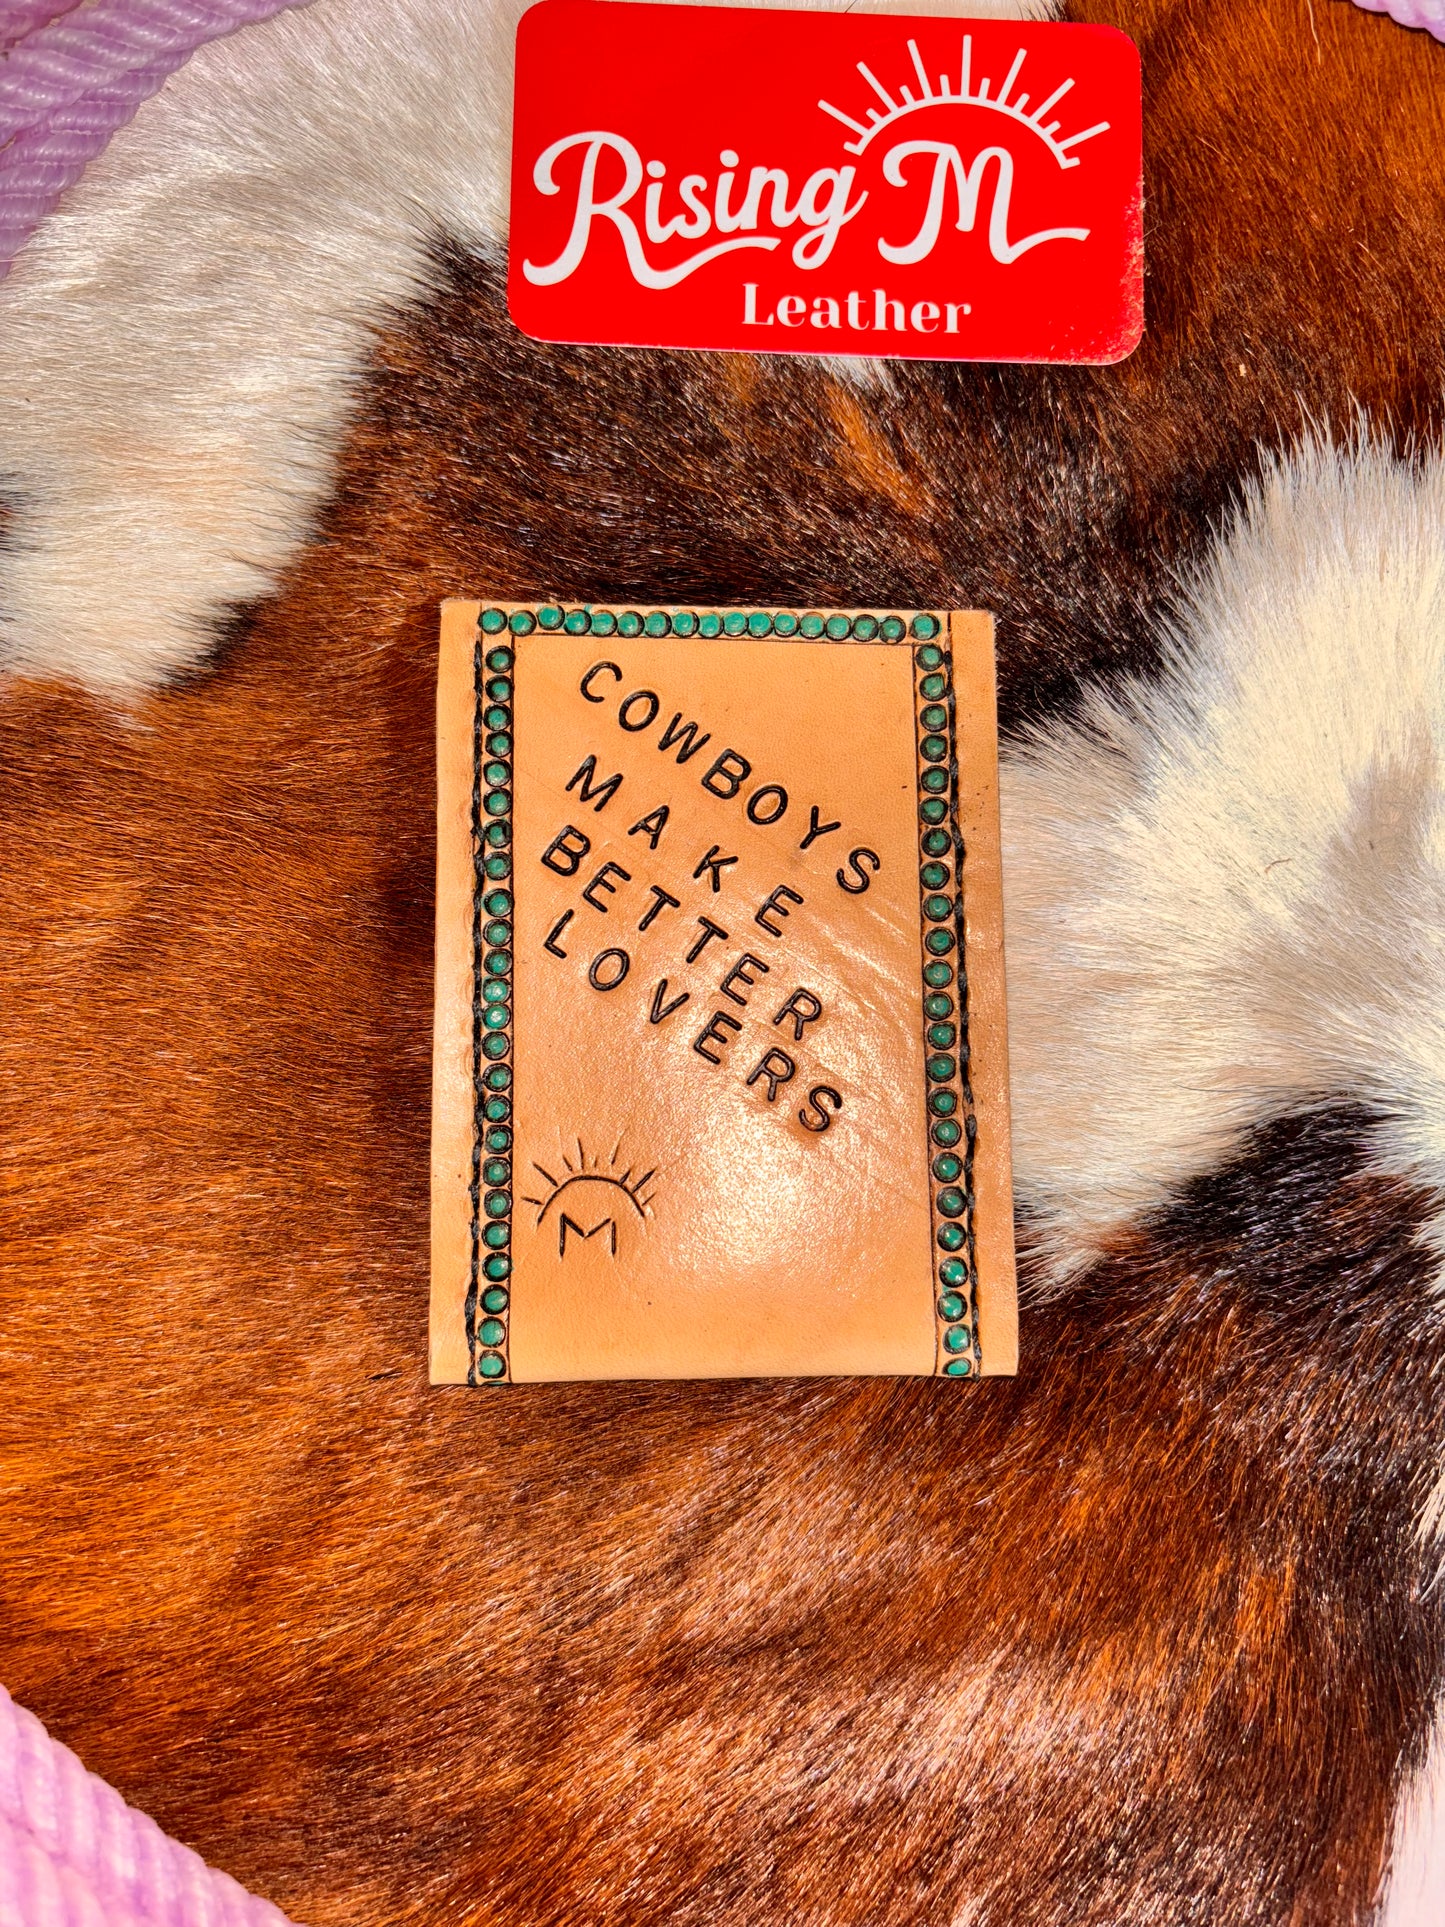 Rising M
Leather
COWBOYS
MAKE
BETTER
LOVERS
M